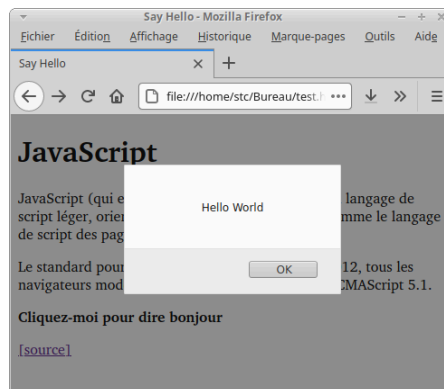 Say Hello - Mozilla Firefox
Fichier Édition Affichage Historique Marque-pages Outils Aide
Say Hello
file:///home/stc/Bureau/test.
JavaScript
JavaScript (qui e langage de
script léger, orien mme le langage
de script des pag
Hello World
OK
Le standard pour 12, tous les
navigateurs mod CMAScript 5.1.
Cliquez-moi pour dire bonjour
[source]